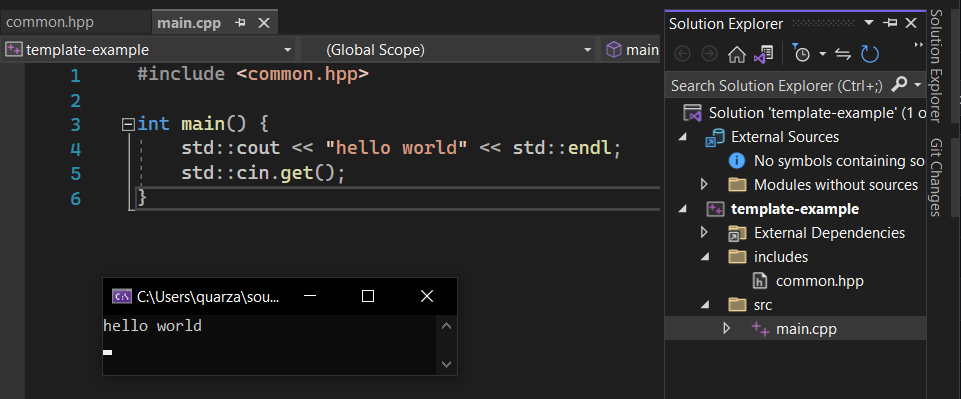 common.hpp
main.cpp
template-example
(Global Scope)
main
1 #include <common.hpp>
2
3 int main() {
4 std::cout << "hello world" << std::endl;
5 std::cin.get();
6 }
C:\Users\quarza\sou...
hello world
Solution Explorer
Search Solution Explorer (Ctrl+;)
Solution 'template-example' (1 o
External Sources
No symbols containing so
Modules without sources
template-example
External Dependencies
includes
common.hpp
src
main.cpp
Solution Explorer
Git Changes